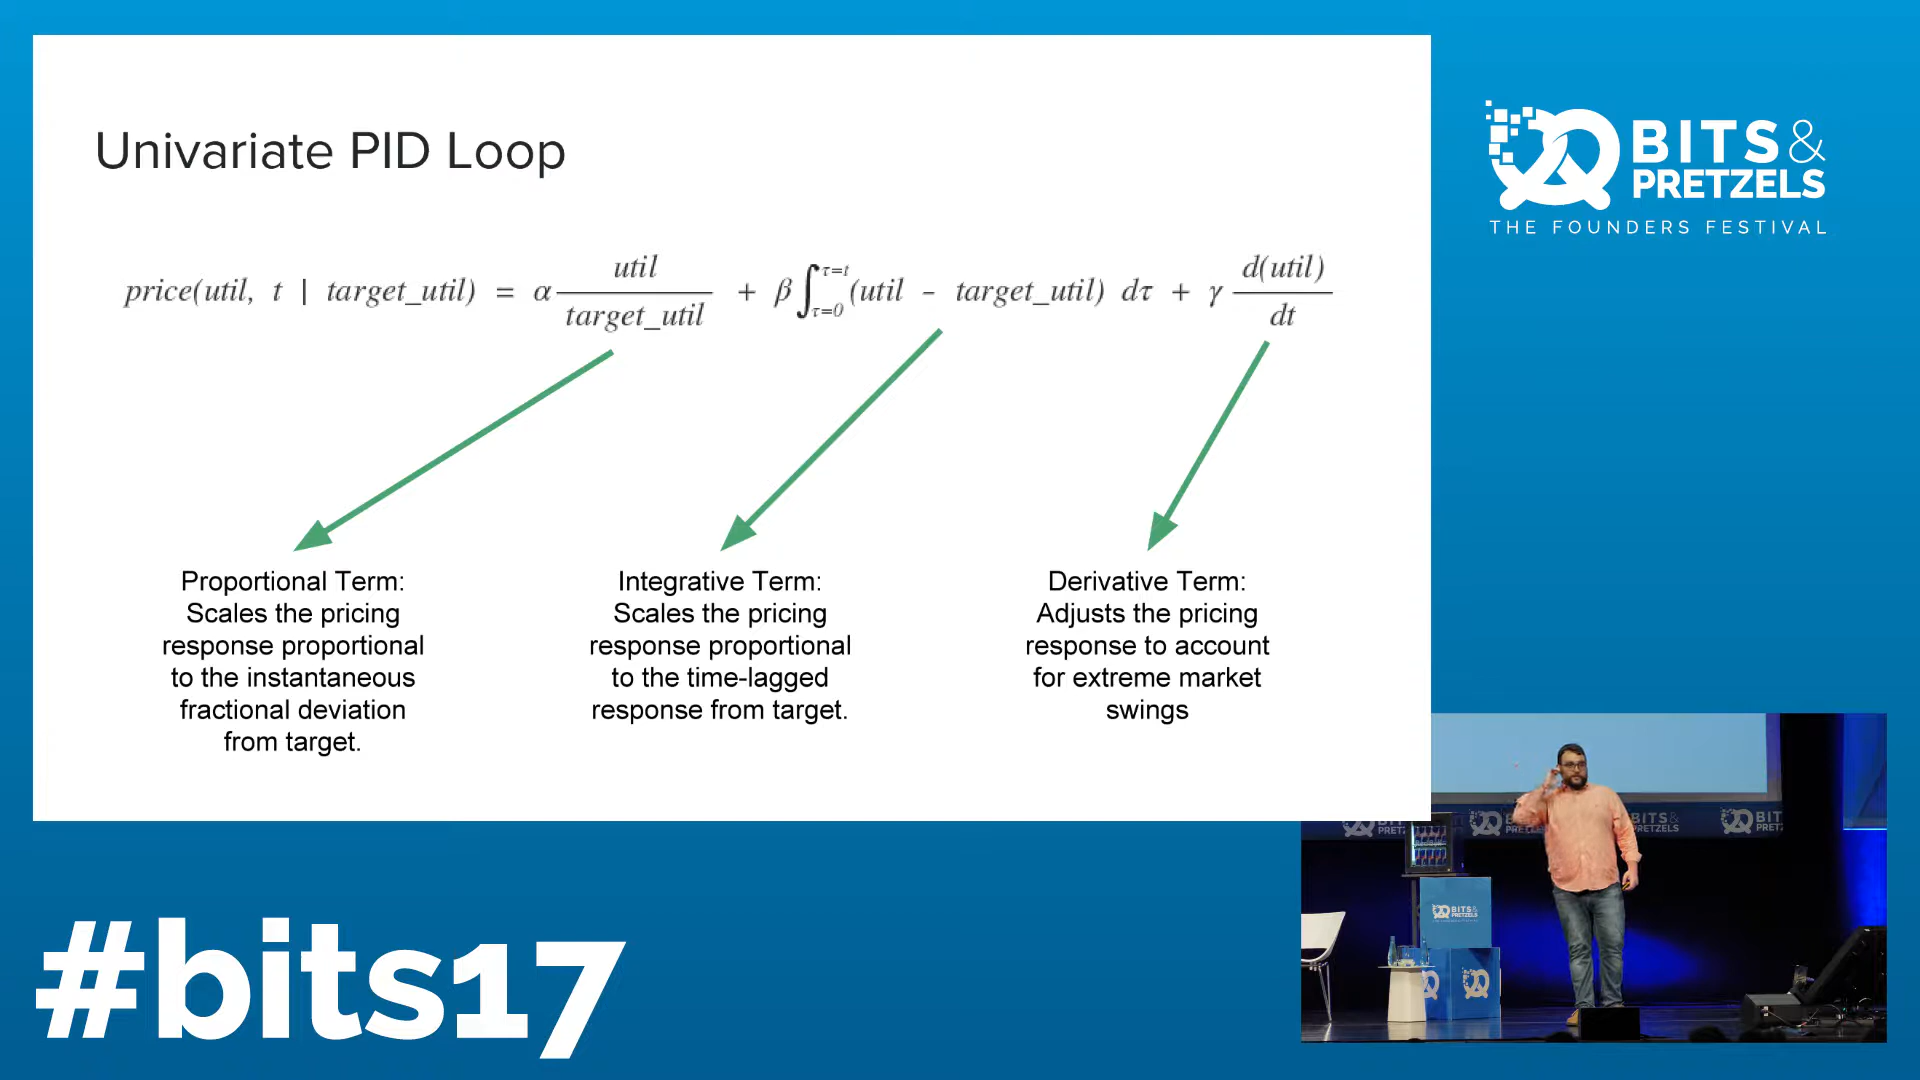 Univariate PID Loop
price(util, t | target_util) = α util/target_util + β∫τ=0^τ=t (util - target_util) dτ + γ d(util)/dt
Proportional Term:
Scales the pricing
response proportional
to the instantaneous
fractional deviation
from target.
Integrative Term:
Scales the pricing
response proportional
to the time-lagged
response from target.
Derivative Term:
Adjusts the pricing
response to account
for extreme market
swings
BITS&
PRETZELS
THE FOUNDERS FESTIVAL
#bits17
BITS&
PRETZELS